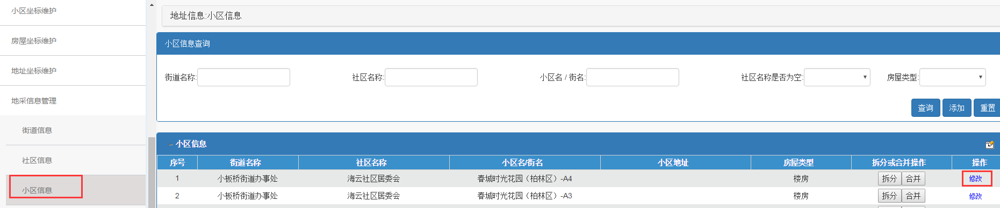 小区坐标维护
房屋坐标维护
地址坐标维护
地采信息管理
街道信息
社区信息
小区信息
地址信息:小区信息
小区信息查询
街道名称: 社区名称: 小区名 / 街名: 社区名称是否为空: 房屋类型:
查询 添加 重置
小区信息
序号 街道名称 社区名称 小区名/街名 小区地址 房屋类型 拆分或合并操作 操作
1 小板桥街道办事处 海云社区居委会 春城时光花园（柏林区）-A4 楼房 拆分 合并 修改
2 小板桥街道办事处 海云社区居委会 春城时光花园（柏林区）-A3 楼房 拆分 合并 修改